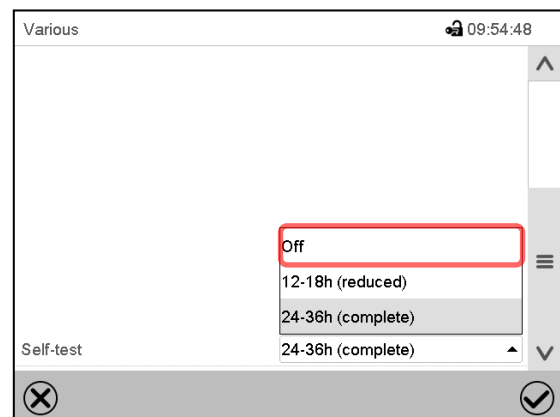 Various 09:54:48
Off
12-18h (reduced)
24-36h (complete)
Self-test 24-36h (complete)